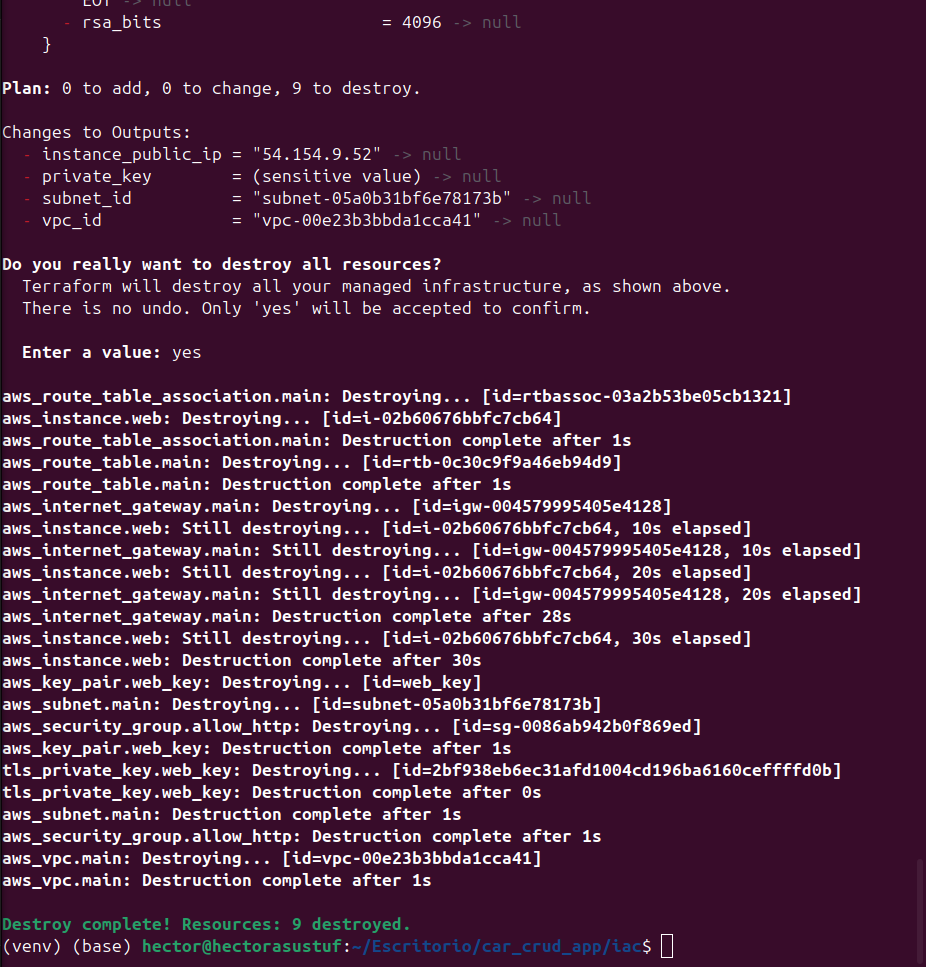 EOT -> null
- rsa_bits = 4096 -> null
}
Plan: 0 to add, 0 to change, 9 to destroy.
Changes to Outputs:
- instance_public_ip = "54.154.9.52" -> null
- private_key = (sensitive value) -> null
- subnet_id = "subnet-05a0b31bf6e78173b" -> null
- vpc_id = "vpc-00e23b3bbda1cca41" -> null
Do you really want to destroy all resources?
Terraform will destroy all your managed infrastructure, as shown above.
There is no undo. Only 'yes' will be accepted to confirm.
Enter a value: yes
aws_route_table_association.main: Destroying... [id=rtbassoc-03a2b53be05cb1321]
aws_instance.web: Destroying... [id=i-02b60676bbfc7cb64]
aws_route_table_association.main: Destruction complete after 1s
aws_route_table.main: Destroying... [id=rtb-0c30c9f9a46eb94d9]
aws_route_table.main: Destruction complete after 1s
aws_internet_gateway.main: Destroying... [id=igw-004579995405e4128]
aws_instance.web: Still destroying... [id=i-02b60676bbfc7cb64, 10s elapsed]
aws_internet_gateway.main: Still destroying... [id=igw-004579995405e4128, 10s elapsed]
aws_instance.web: Still destroying... [id=i-02b60676bbfc7cb64, 20s elapsed]
aws_internet_gateway.main: Still destroying... [id=igw-004579995405e4128, 20s elapsed]
aws_internet_gateway.main: Destruction complete after 28s
aws_instance.web: Still destroying... [id=i-02b60676bbfc7cb64, 30s elapsed]
aws_instance.web: Destruction complete after 30s
aws_key_pair.web_key: Destroying... [id=web_key]
aws_subnet.main: Destroying... [id=subnet-05a0b31bf6e78173b]
aws_security_group.allow_http: Destroying... [id=sg-0086ab942b0f869ed]
aws_key_pair.web_key: Destruction complete after 1s
tls_private_key.web_key: Destroying... [id=2bf938eb6ec31afd1004cd196ba6160ceffffd0b]
tls_private_key.web_key: Destruction complete after 0s
aws_subnet.main: Destruction complete after 1s
aws_security_group.allow_http: Destruction complete after 1s
aws_vpc.main: Destroying... [id=vpc-00e23b3bbda1cca41]
aws_vpc.main: Destruction complete after 1s
Destroy complete! Resources: 9 destroyed.
(venv) (base) hector@hectorasustuf:~/Escritorio/car_crud_app/iac$